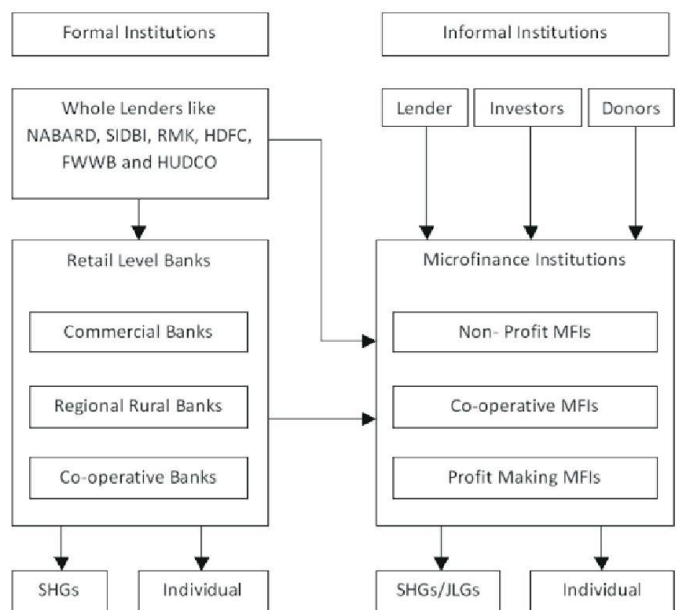 Formal Institutions
Informal Institutions
Whole Lenders like
NABARD, SIDBI, RMK, HDFC,
FWWB and HUDCO
Lender
Investors
Donors
Retail Level Banks
Commercial Banks
Regional Rural Banks
Co-operative Banks
Microfinance Institutions
Non- Profit MFIs
Co-operative MFIs
Profit Making MFIs
SHGs
Individual
SHGs/JLGs
Individual